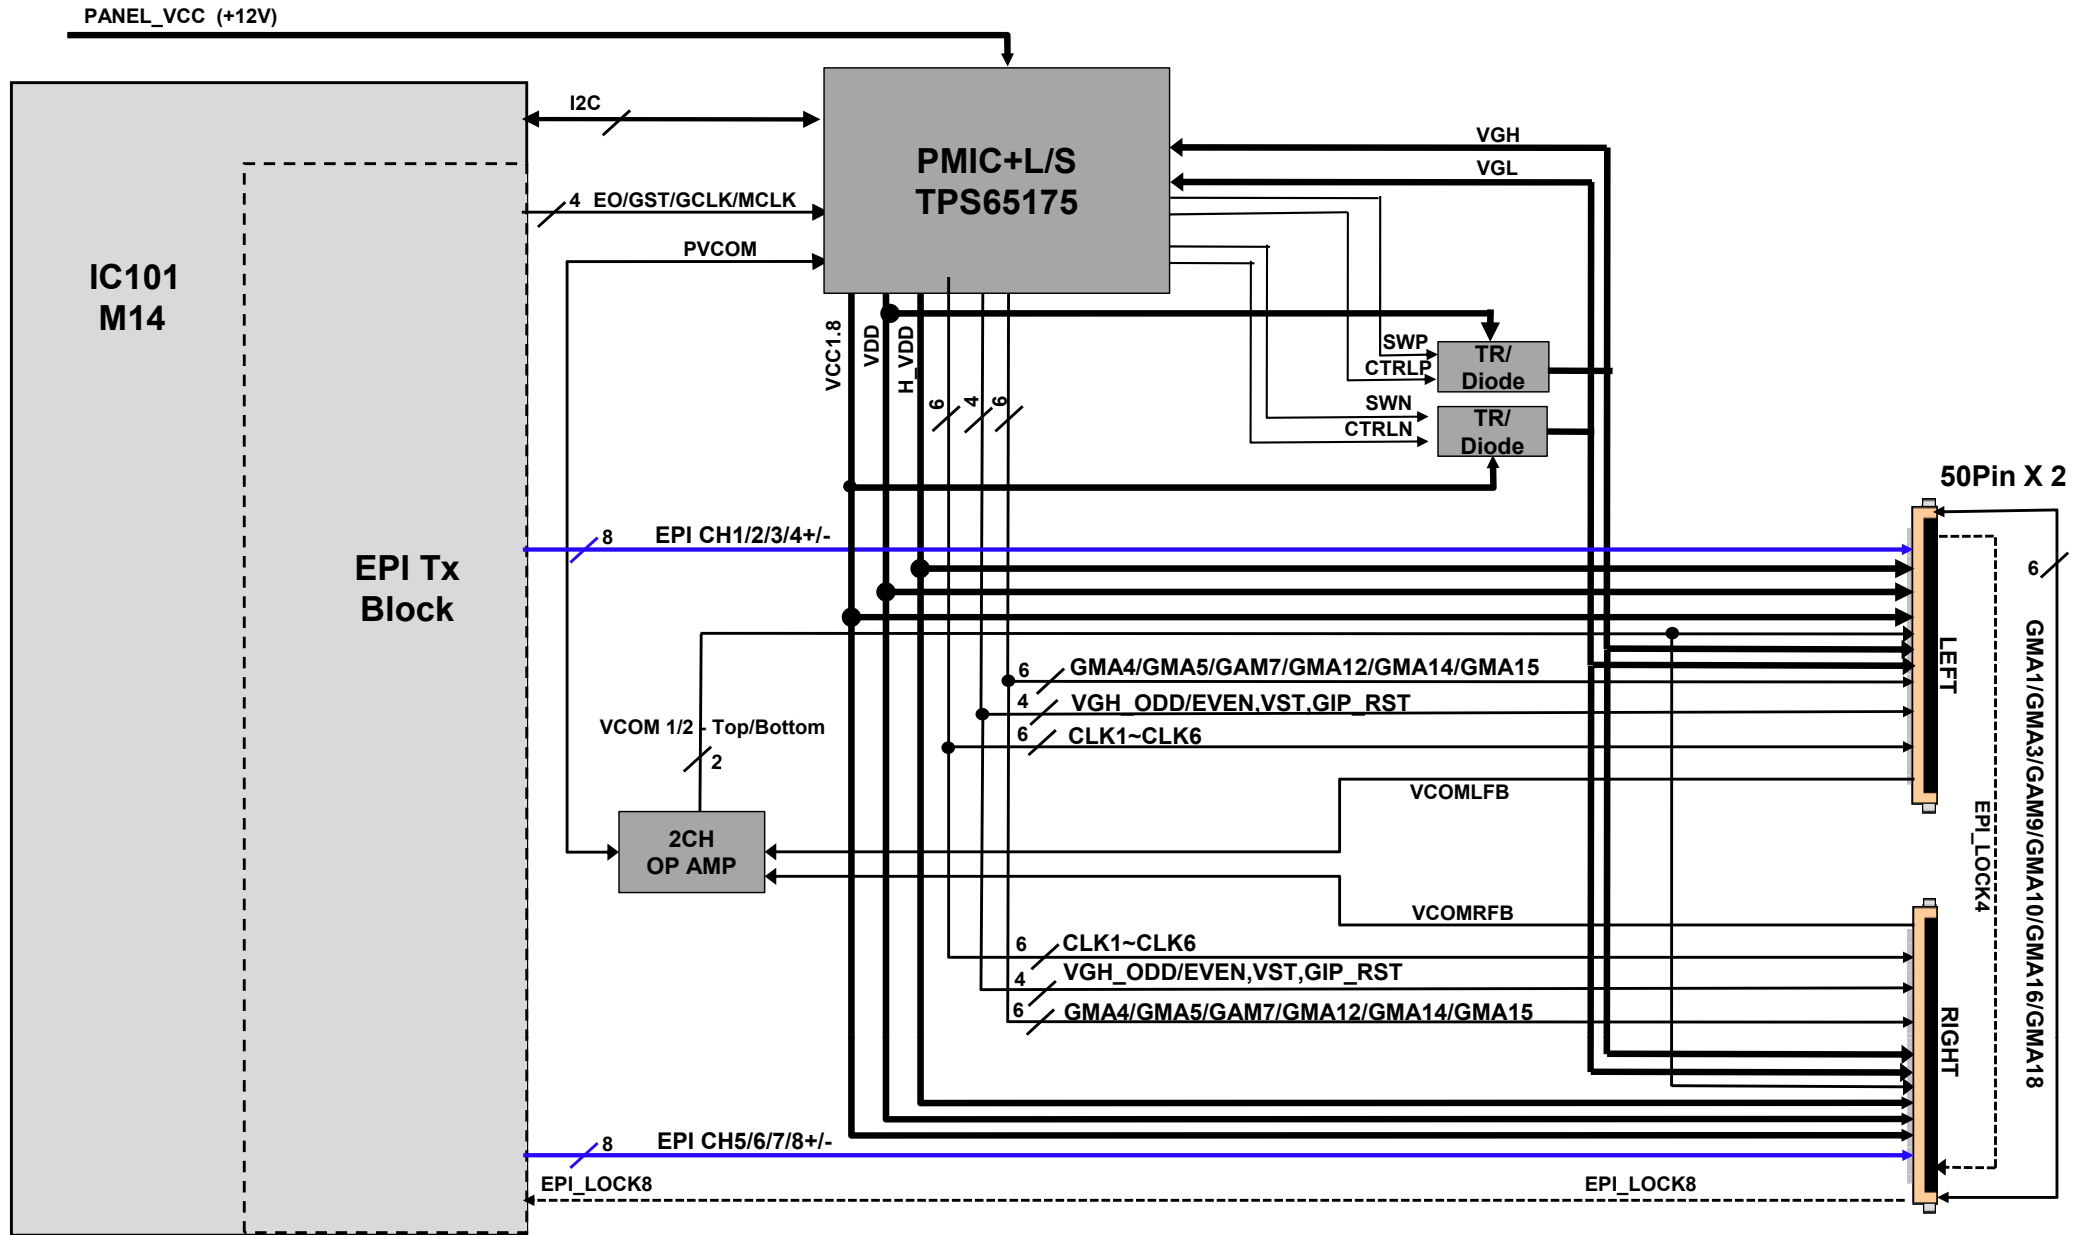 PANEL_VCC (+12V)
I2C
PMIC+L/S
TPS65175
VGH
VGL
4 EO/GST/GCLK/MCLK
PVCOM
IC101
M14
VCC1.8
VDD
H_VDD
SWP
CTRLP
TR/
Diode
6
4
6
SWN
CTRLN
TR/
Diode
50Pin X 2
8 EPI CH1/2/3/4+/-
EPI Tx
Block
6
GMA1/GMA3/GAM9/GMA10/GMA16/GMA18
LEFT
6 GMA4/GMA5/GAM7/GMA12/GMA14/GMA15
4 VGH_ODD/EVEN,VST,GIP_RST
6 CLK1~CLK6
VCOM 1/2 - Top/Bottom
2
VCOMLFB
EPI_LOCK4
2CH
OP AMP
VCOMRFB
6 CLK1~CLK6
4 VGH_ODD/EVEN,VST,GIP_RST
6 GMA4/GMA5/GAM7/GMA12/GMA14/GMA15
RIGHT
8 EPI CH5/6/7/8+/-
EPI_LOCK8
EPI_LOCK8